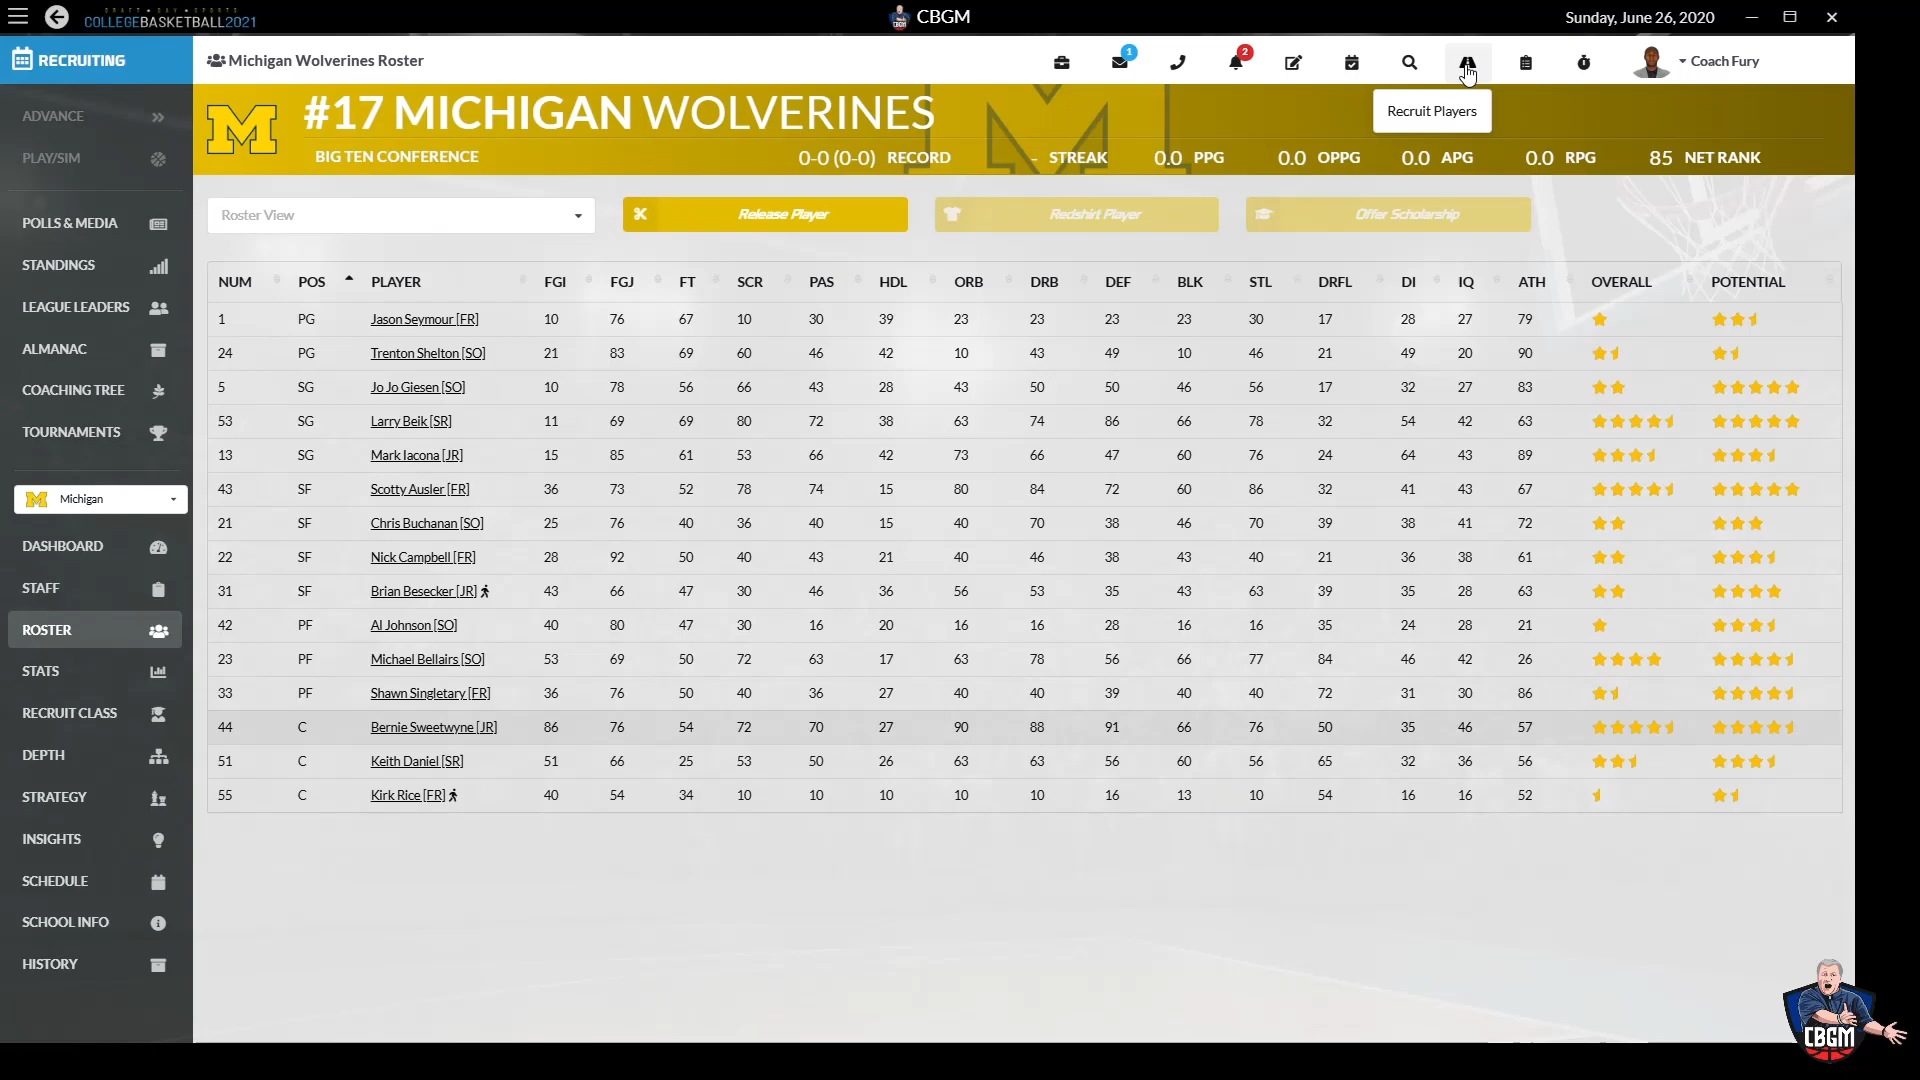 DRAFT • DAY • SPORTS
COLLEGEBASKETBALL2021
CBGM
Sunday, June 26, 2020
RECRUITING
Michigan Wolverines Roster
1
2
Coach Fury
Recruit Players
#17 MICHIGAN WOLVERINES
BIG TEN CONFERENCE
0-0 (0-0) RECORD - STREAK 0.0 PPG 0.0 OPPG 0.0 APG 0.0 RPG 85 NET RANK
ADVANCE
PLAY/SIM
POLLS & MEDIA
STANDINGS
LEAGUE LEADERS
ALMANAC
COACHING TREE
TOURNAMENTS
Michigan
DASHBOARD
STAFF
ROSTER
STATS
RECRUIT CLASS
DEPTH
STRATEGY
INSIGHTS
SCHEDULE
SCHOOL INFO
HISTORY
Roster View
Release Player
Redshirt Player
Offer Scholarship
NUM POS PLAYER FGI FGJ FT SCR PAS HDL ORB DRB DEF BLK STL DRFL DI IQ ATH OVERALL POTENTIAL
1 PG Jason Seymour [FR] 10 76 67 10 30 39 23 23 23 23 30 17 28 27 79
24 PG Trenton Shelton [SO] 21 83 69 60 46 42 10 43 49 10 46 21 49 20 90
5 SG Jo Jo Giesen [SO] 10 78 56 66 43 28 43 50 50 46 56 17 32 27 83
53 SG Larry Beik [SR] 11 69 69 80 72 38 63 74 86 66 78 32 54 42 63
13 SG Mark Iacona [JR] 15 85 61 53 66 42 73 66 47 60 76 24 64 43 89
43 SF Scotty Ausler [FR] 36 73 52 78 74 15 80 84 72 60 86 32 41 43 67
21 SF Chris Buchanan [SO] 25 76 40 36 40 15 40 70 38 46 70 39 38 41 72
22 SF Nick Campbell [FR] 28 92 50 40 43 21 40 46 38 43 40 21 36 38 61
31 SF Brian Besecker [JR] 43 66 47 30 46 36 56 53 35 43 63 39 35 28 63
42 PF Al Johnson [SO] 40 80 47 30 16 20 16 16 28 16 16 35 24 28 21
23 PF Michael Bellairs [SO] 53 69 50 72 63 17 63 78 56 66 77 84 46 42 26
33 PF Shawn Singletary [FR] 36 76 50 40 36 27 40 40 39 40 40 72 31 30 86
44 C Bernie Sweetwyne [JR] 86 76 54 72 70 27 90 88 91 66 76 50 35 46 57
51 C Keith Daniel [SR] 51 66 25 53 50 26 63 63 56 60 56 65 32 36 56
55 C Kirk Rice [FR] 40 54 34 10 10 10 10 10 16 13 10 54 16 16 52
CBGM